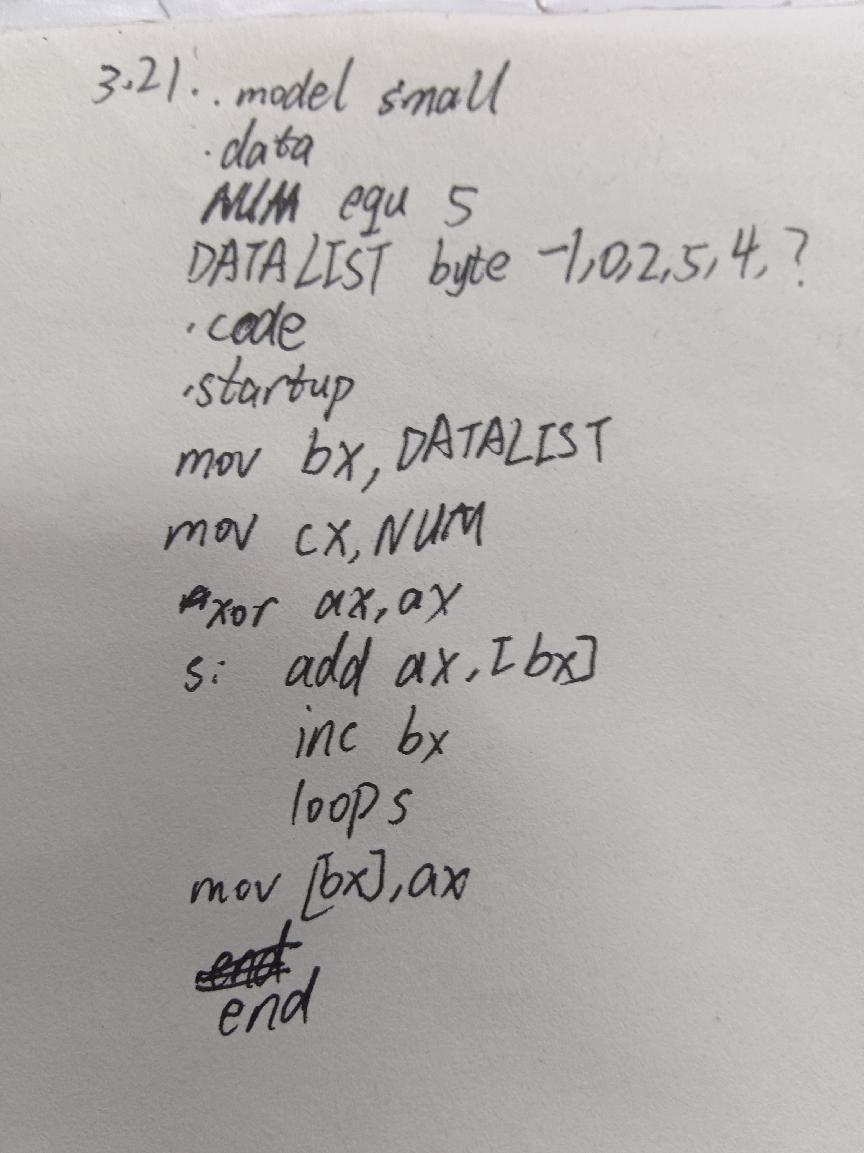 3.21. .model small
.data
NUM equ 5
DATALIST byte -1,0,2,5,4,?
.code
.startup
mov bx, DATALIST
mov cx, NUM
xor ax, ax
s: add ax, [bx]
inc bx
loop s
mov [bx], ax
end
end